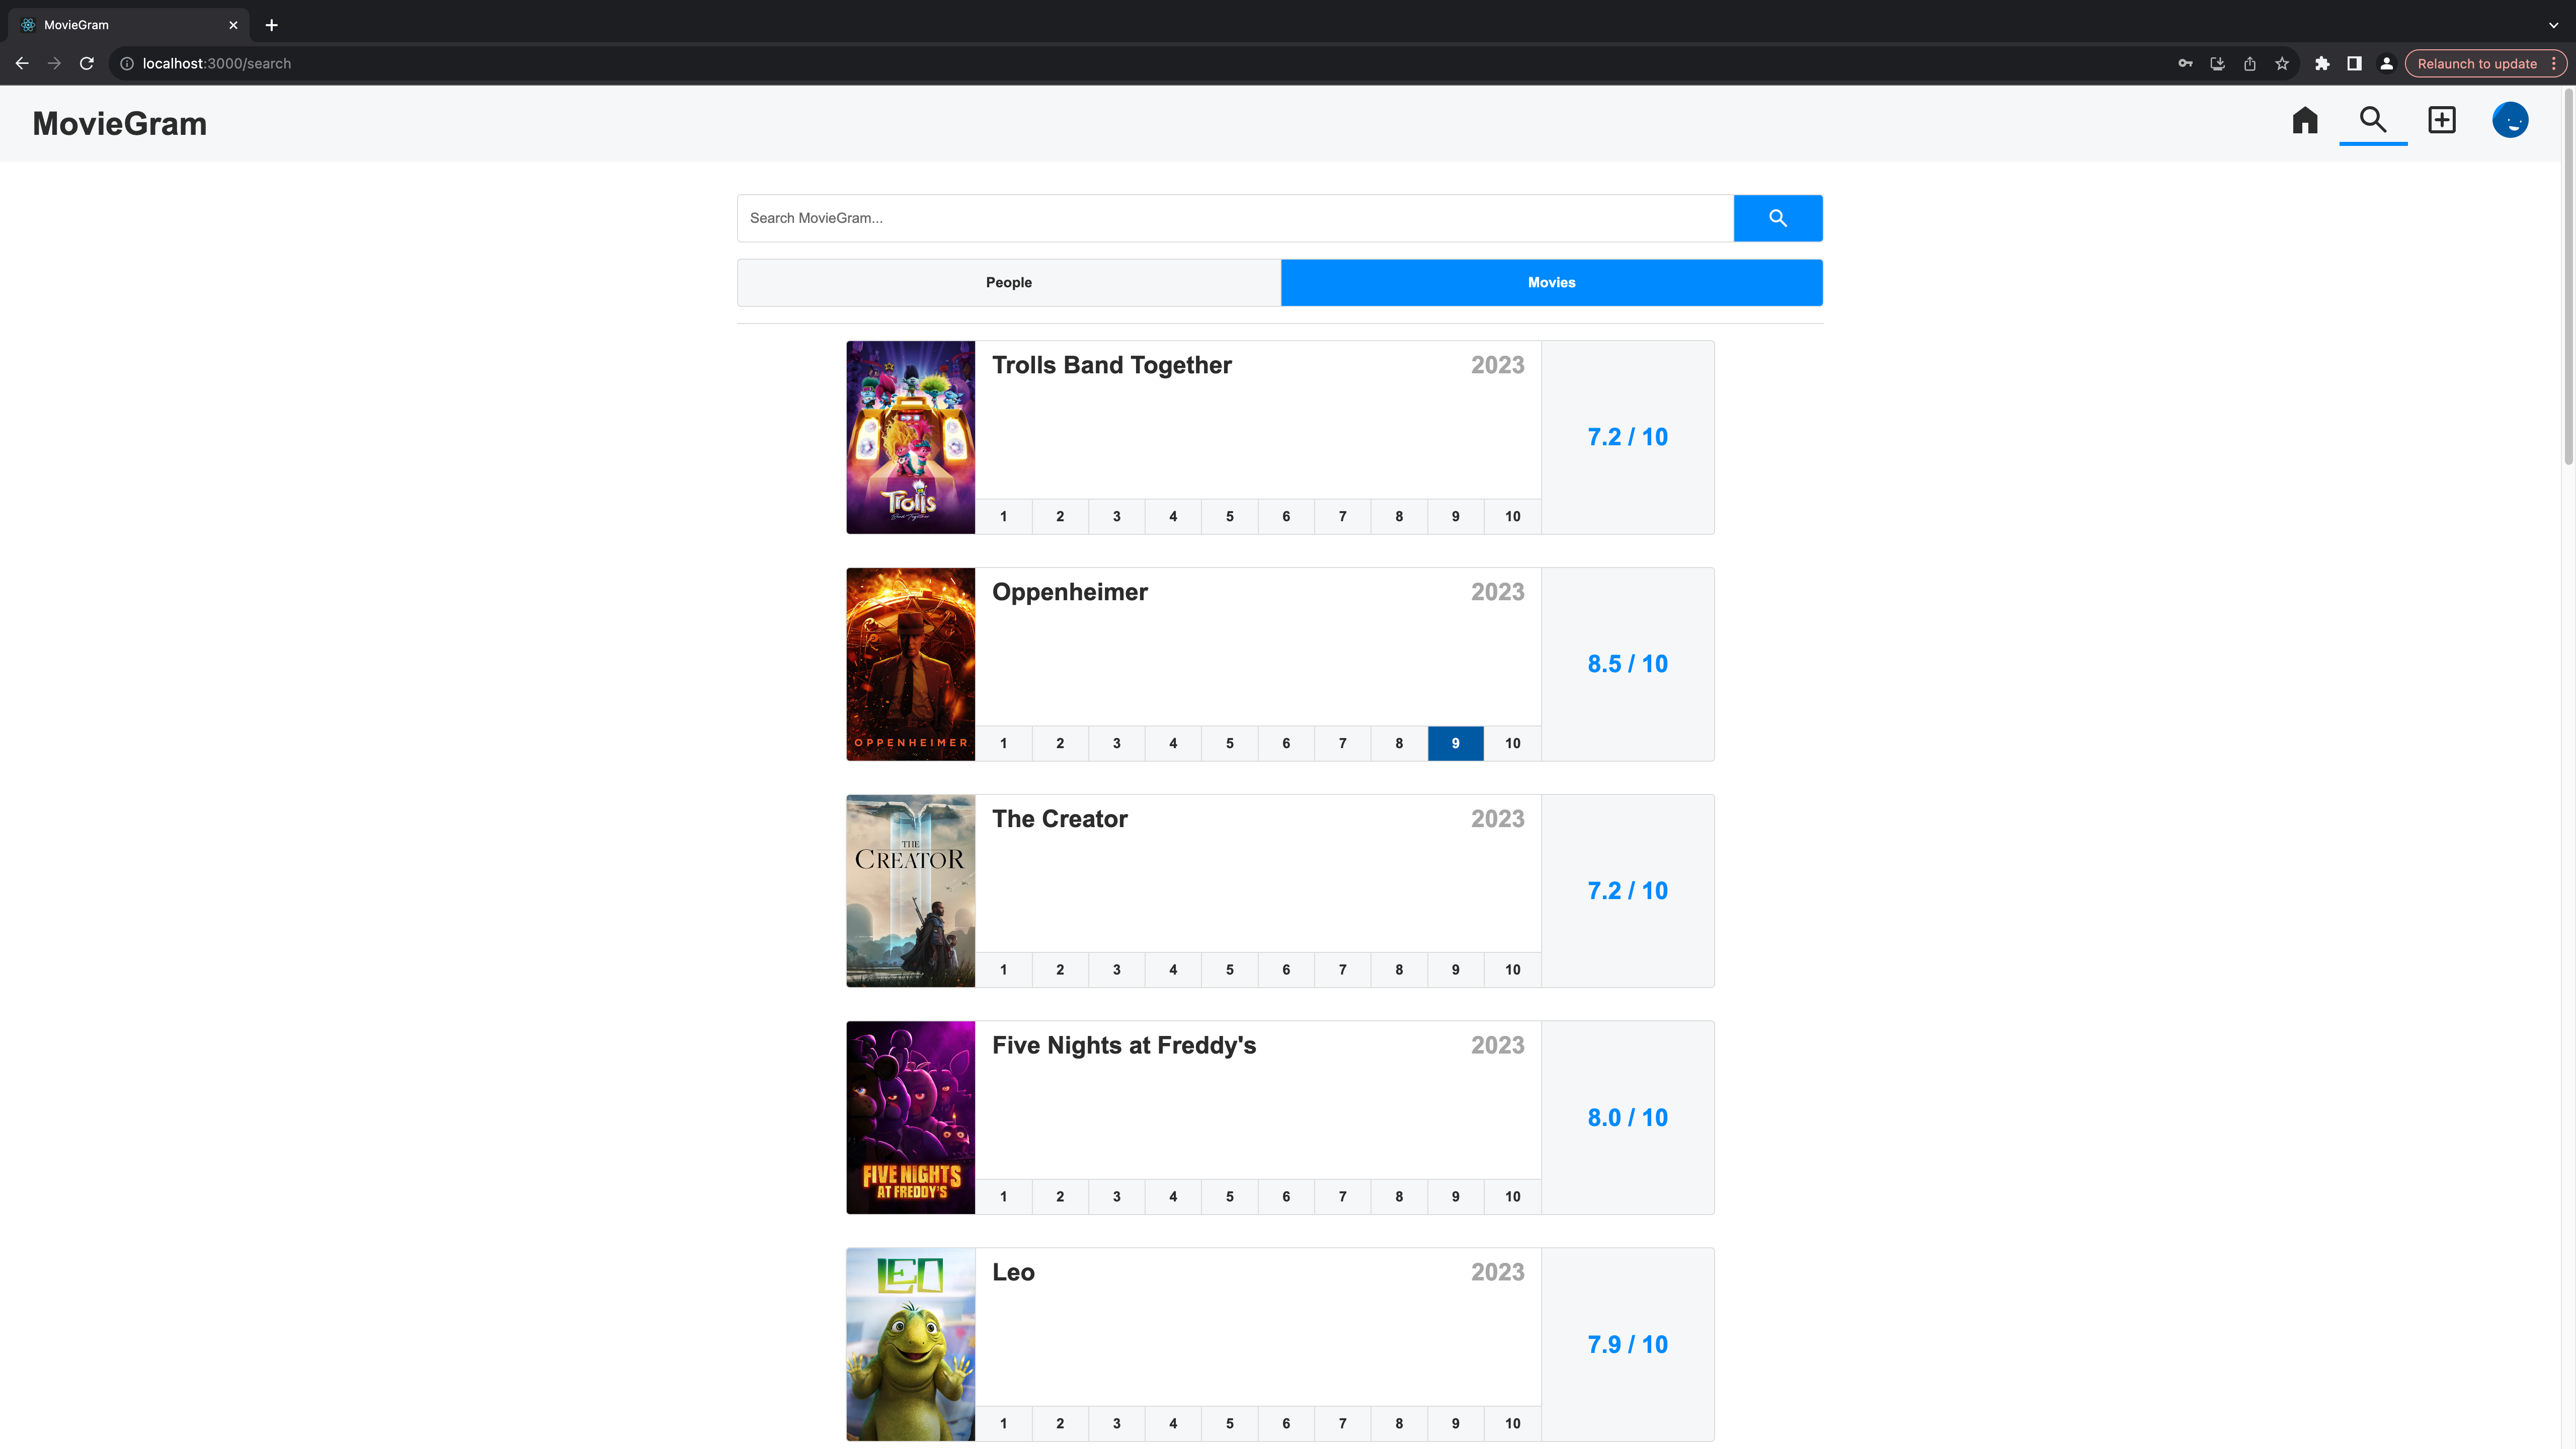 MovieGram
localhost:3000/search
Relaunch to update
MovieGram
Search MovieGram...
People Movies
Trolls Band Together 2023
7.2 / 10
Trolls
Band Together
1 2 3 4 5 6 7 8 9 10
Oppenheimer 2023
8.5 / 10
OPPENHEIMER
1 2 3 4 5 6 7 8 9 10
The Creator 2023
THE
CREATOR
7.2 / 10
1 2 3 4 5 6 7 8 9 10
Five Nights at Freddy's 2023
8.0 / 10
FIVE NIGHTS
AT FREDDY'S
1 2 3 4 5 6 7 8 9 10
LEO
Leo 2023
7.9 / 10
1 2 3 4 5 6 7 8 9 10